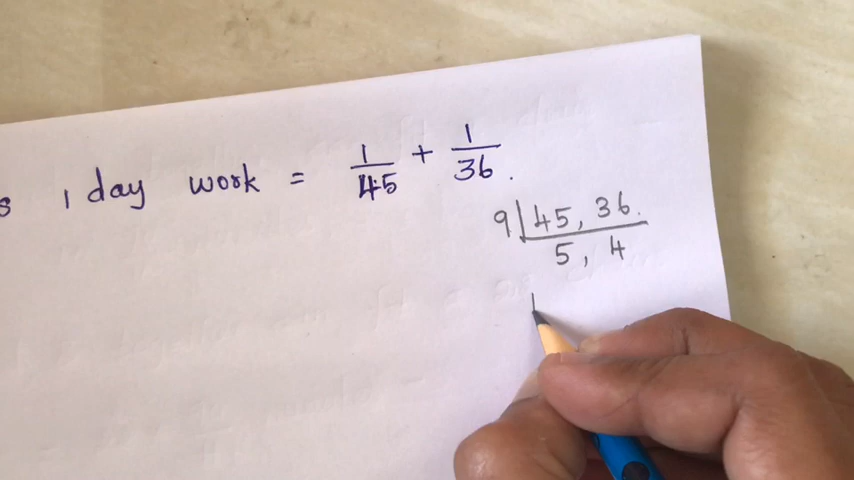 s 1 day work = 1/45 + 1/36.
9 | 45, 36.
5, 4